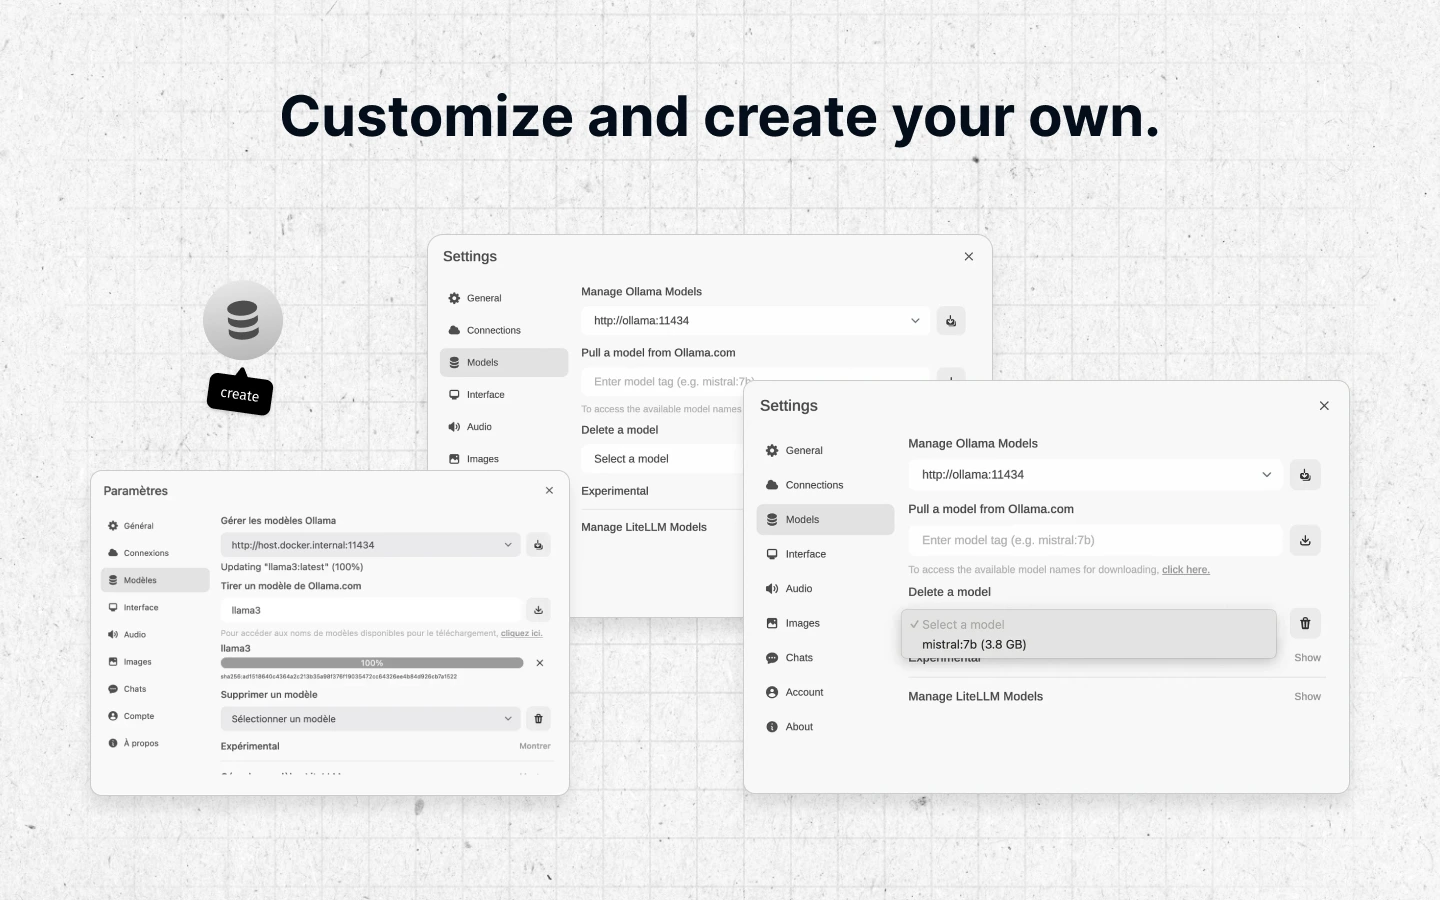 Customize and create your own.
create
Settings
General
Connections
Models
Interface
Audio
Images
Manage Ollama Models
http://ollama:11434
Pull a model from Ollama.com
Enter model tag (e.g. mistral:7b)
To access the available model names
Delete a model
Select a model
Experimental
Manage LiteLLM Models
Paramètres
Général
Connexions
Modèles
Interface
Audio
Images
Chats
Compte
À propos
Gérer les modèles Ollama
http://host.docker.internal:11434
Updating "llama3:latest" (100%)
Tirer un modèle de Ollama.com
llama3
Pour accéder aux noms de modèles disponibles pour le téléchargement, cliquez ici.
llama3
100%
Supprimer un modèle
Sélectionner un modèle
Expérimental Montrer
Settings
General
Connections
Models
Interface
Audio
Images
Chats
Account
About
Manage Ollama Models
http://ollama:11434
Pull a model from Ollama.com
Enter model tag (e.g. mistral:7b)
To access the available model names for downloading, click here.
Delete a model
✓ Select a model
mistral:7b (3.8 GB)
Experimental Show
Manage LiteLLM Models Show